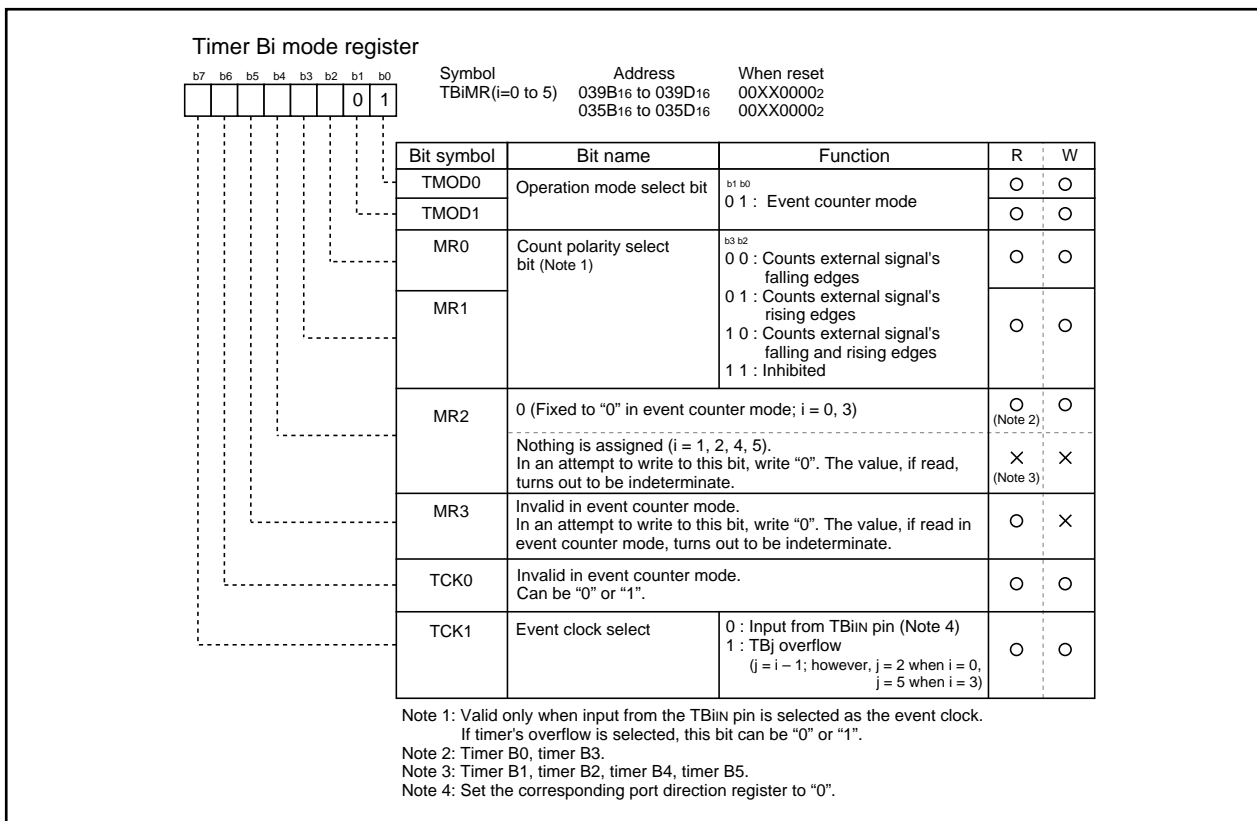 Timer Bi mode register
b7 b6 b5 b4 b3 b2 b1 b0
0 1
Symbol Address When reset
TBiMR(i=0 to 5) 039B16 to 039D16 00XX00002
035B16 to 035D16 00XX00002
Bit symbol Bit name Function R W
TMOD0 Operation mode select bit b1 b0
0 1 : Event counter mode
TMOD1
MR0 Count polarity select
bit (Note 1)
b3 b2
0 0 : Counts external signal's
falling edges
0 1 : Counts external signal's
rising edges
MR1
1 0 : Counts external signal's
falling and rising edges
1 1 : Inhibited
MR2 0 (Fixed to “0” in event counter mode; i = 0, 3)
(Note 2)
Nothing is assigned (i = 1, 2, 4, 5).
In an attempt to write to this bit, write “0”. The value, if read,
turns out to be indeterminate.
(Note 3)
MR3 Invalid in event counter mode.
In an attempt to write to this bit, write “0”. The value, if read in
event counter mode, turns out to be indeterminate.
TCK0 Invalid in event counter mode.
Can be “0” or “1”.
TCK1 Event clock select 0 : Input from TBiIN pin (Note 4)
1 : TBj overflow
(j = i – 1; however, j = 2 when i = 0,
j = 5 when i = 3)
Note 1: Valid only when input from the TBiIN pin is selected as the event clock.
If timer's overflow is selected, this bit can be “0” or “1”.
Note 2: Timer B0, timer B3.
Note 3: Timer B1, timer B2, timer B4, timer B5.
Note 4: Set the corresponding port direction register to “0”.